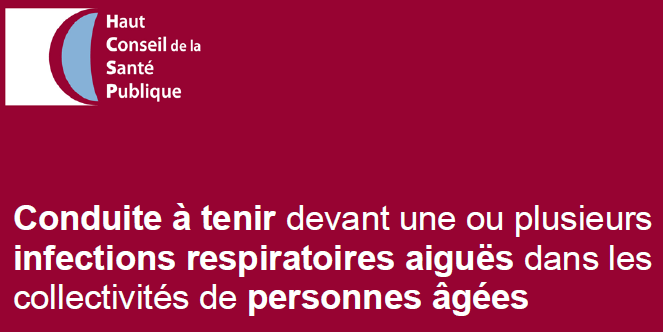 Haut
Conseil de la
Santé
Publique
Conduite à tenir devant une ou plusieurs
infections respiratoires aiguës dans les
collectivités de personnes âgées